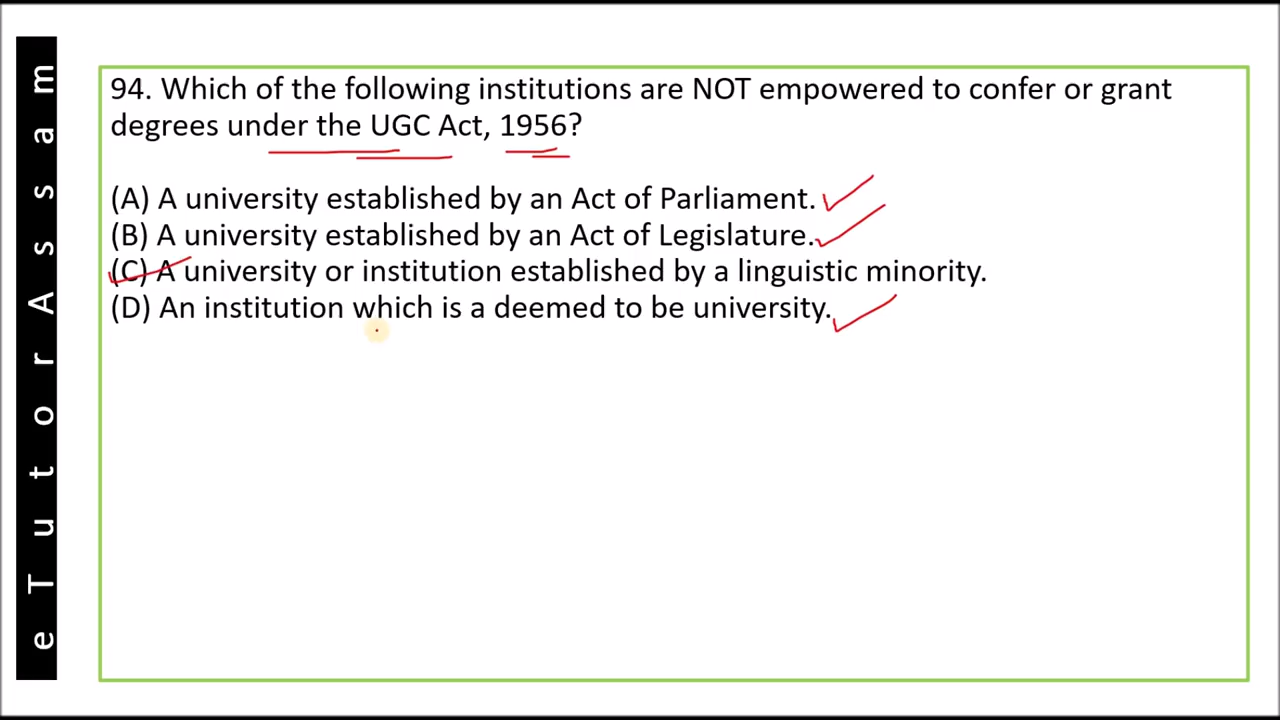 eTutorAssam
94. Which of the following institutions are NOT empowered to confer or grant
degrees under the UGC Act, 1956?
(A) A university established by an Act of Parliament.
(B) A university established by an Act of Legislature.
(C) A university or institution established by a linguistic minority.
(D) An institution which is a deemed to be university.